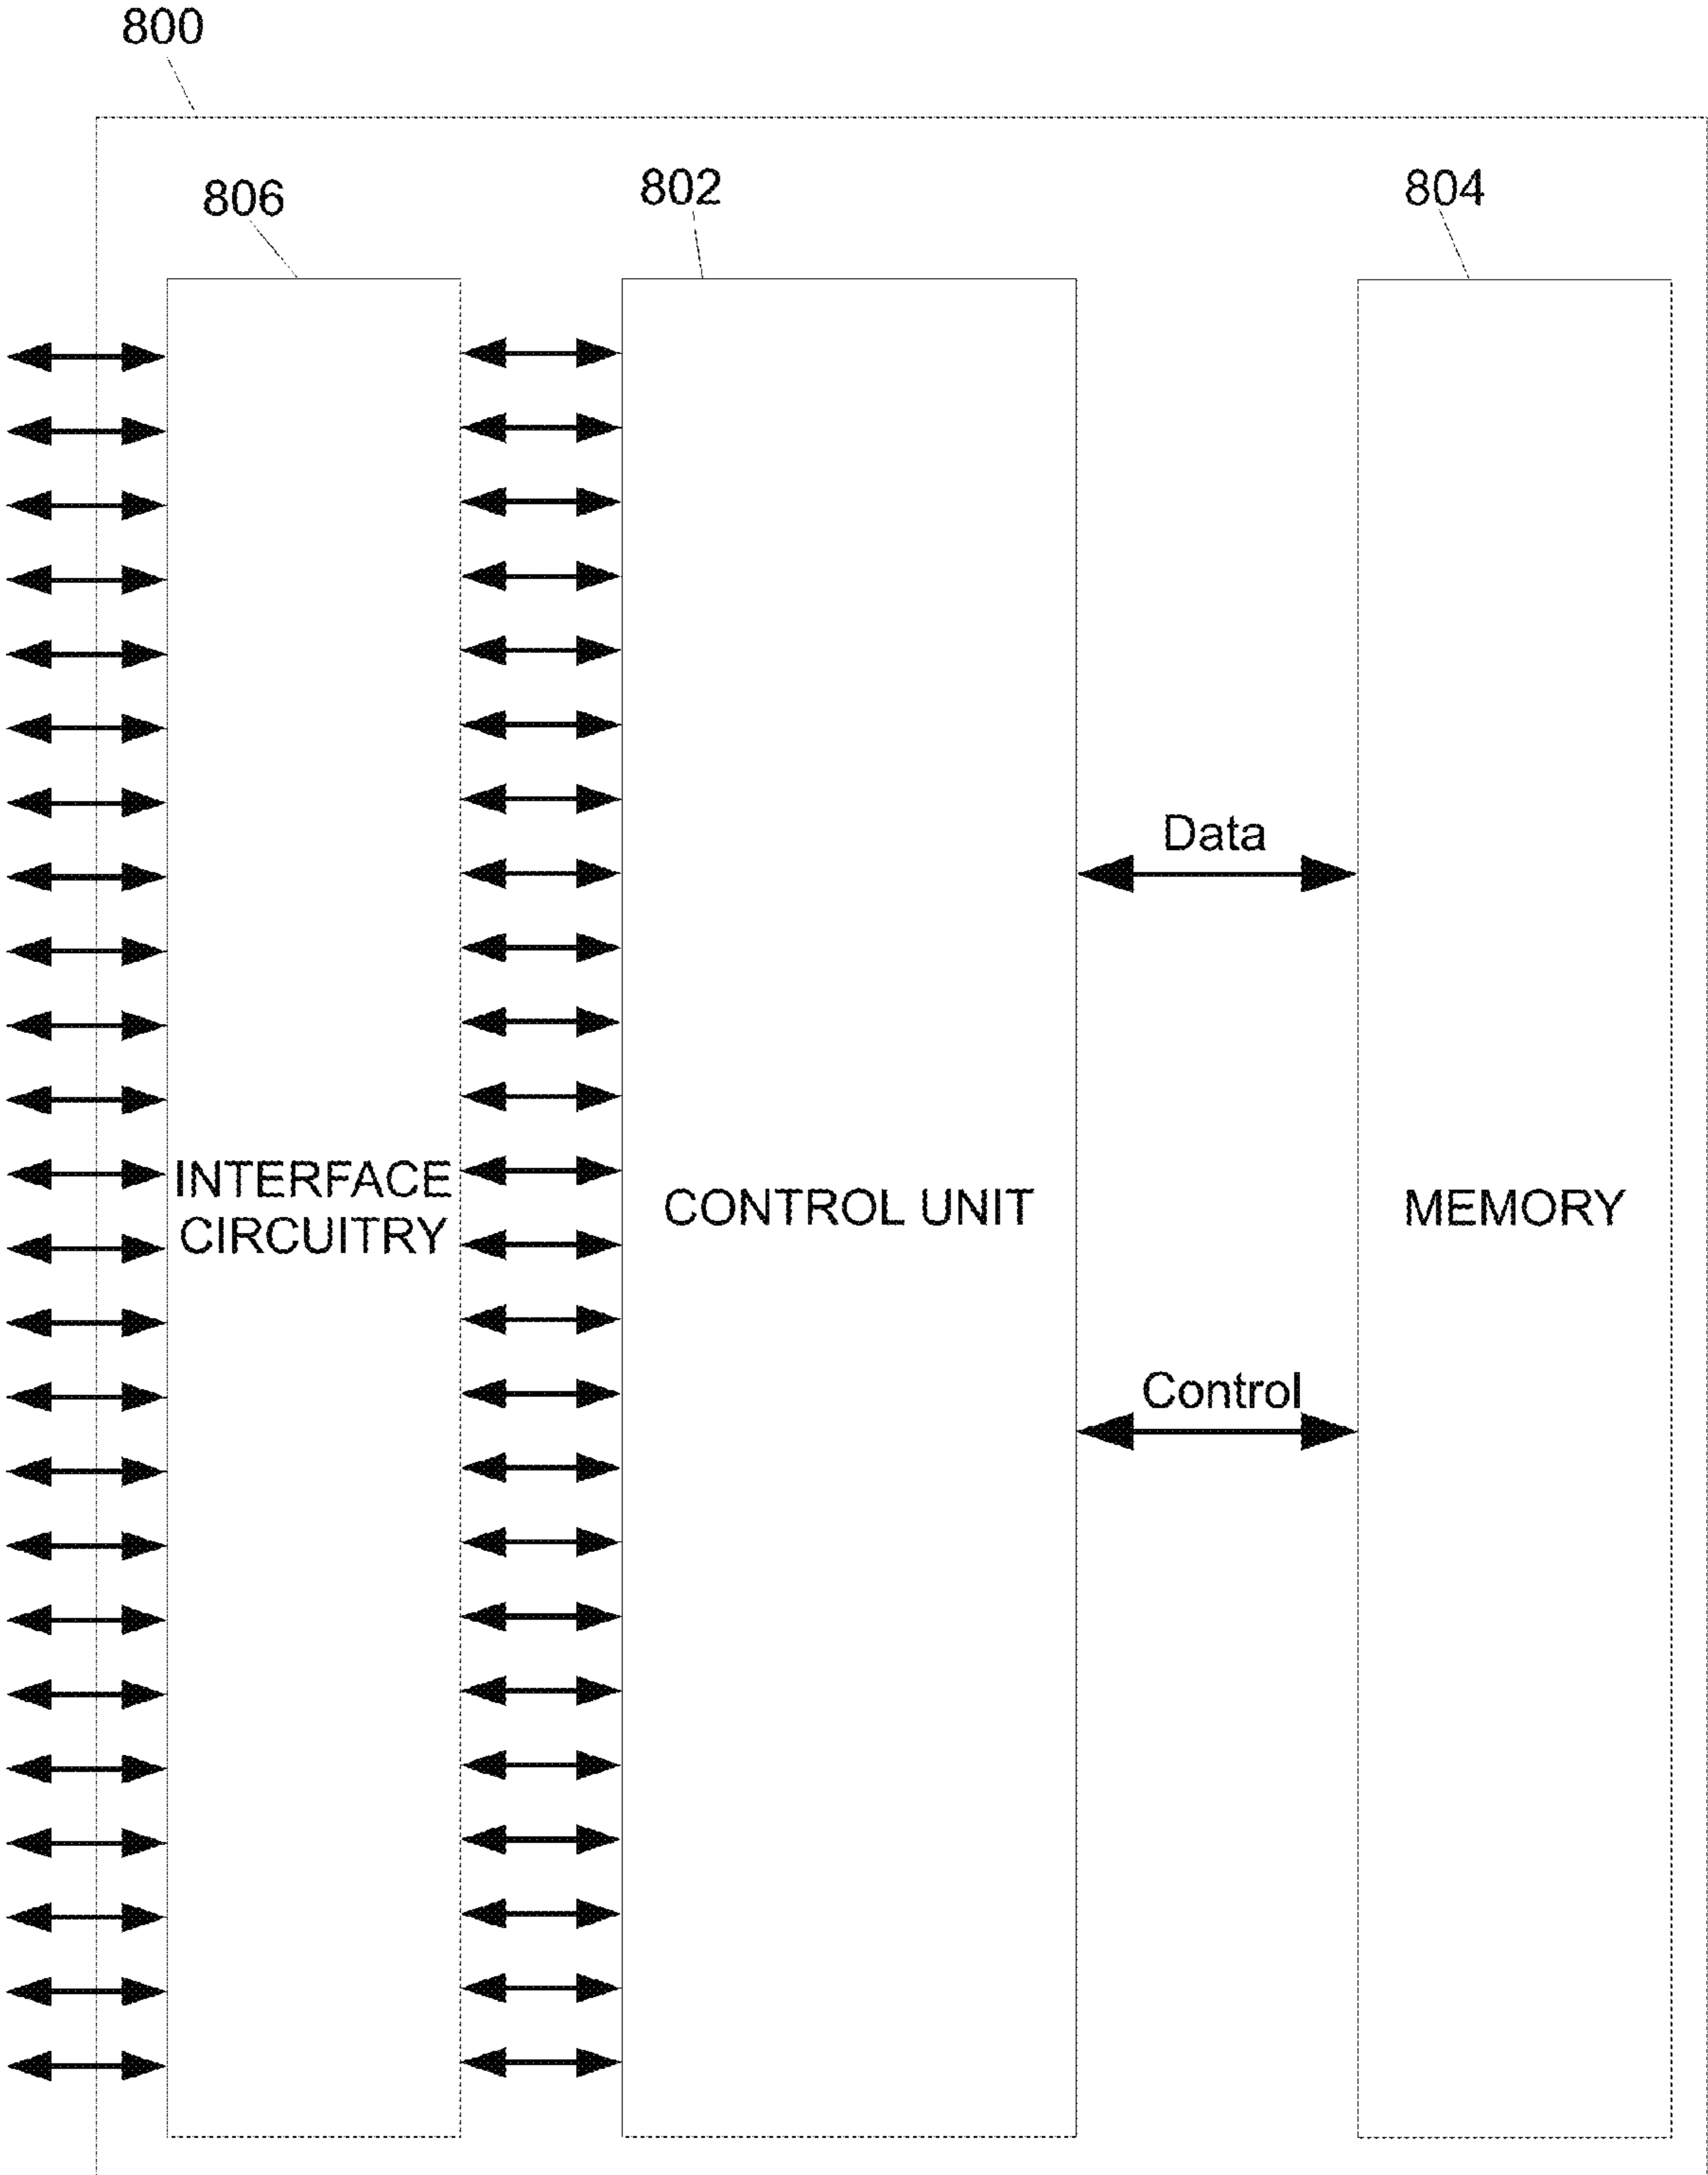 800
806
802
804
Data
INTERFACE
CIRCUITRY
CONTROL UNIT
MEMORY
Control